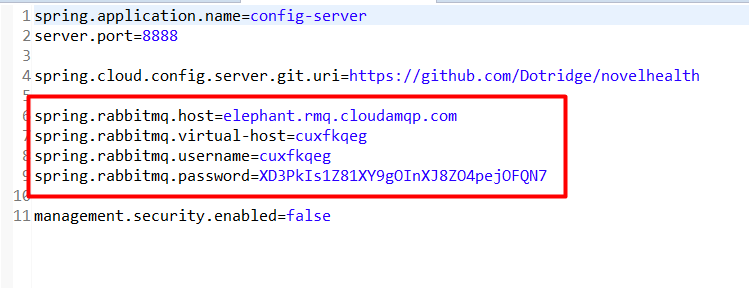 1 spring.application.name=config-server
2 server.port=8888
3
4 spring.cloud.config.server.git.uri=https://github.com/Dotridge/novelhealth
5
6 spring.rabbitmq.host=elephant.rmq.cloudamqp.com
7 spring.rabbitmq.virtual-host=cuxfkqeg
8 spring.rabbitmq.username=cuxfkqeg
9 spring.rabbitmq.password=XD3PkIs1Z81XY9gOInXJ8ZO4pejOFQN7
10
11 management.security.enabled=false